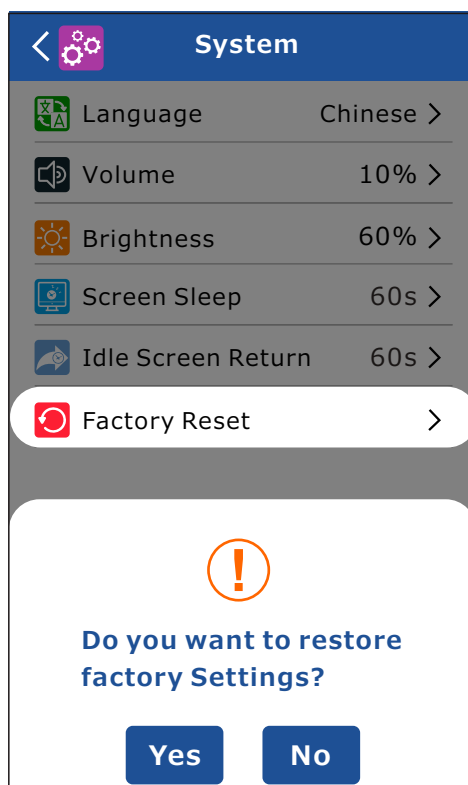 System
Language Chinese
Volume 10%
Brightness 60%
Screen Sleep 60s
Idle Screen Return 60s
Factory Reset
!
Do you want to restore
factory Settings?
Yes No